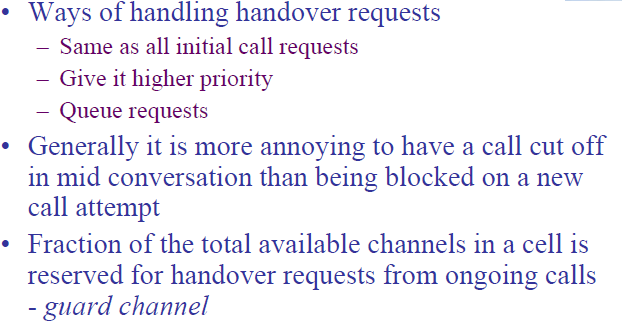 • Ways of handling handover requests
– Same as all initial call requests
– Give it higher priority
– Queue requests
• Generally it is more annoying to have a call cut off
in mid conversation than being blocked on a new
call attempt
• Fraction of the total available channels in a cell is
reserved for handover requests from ongoing calls
- guard channel